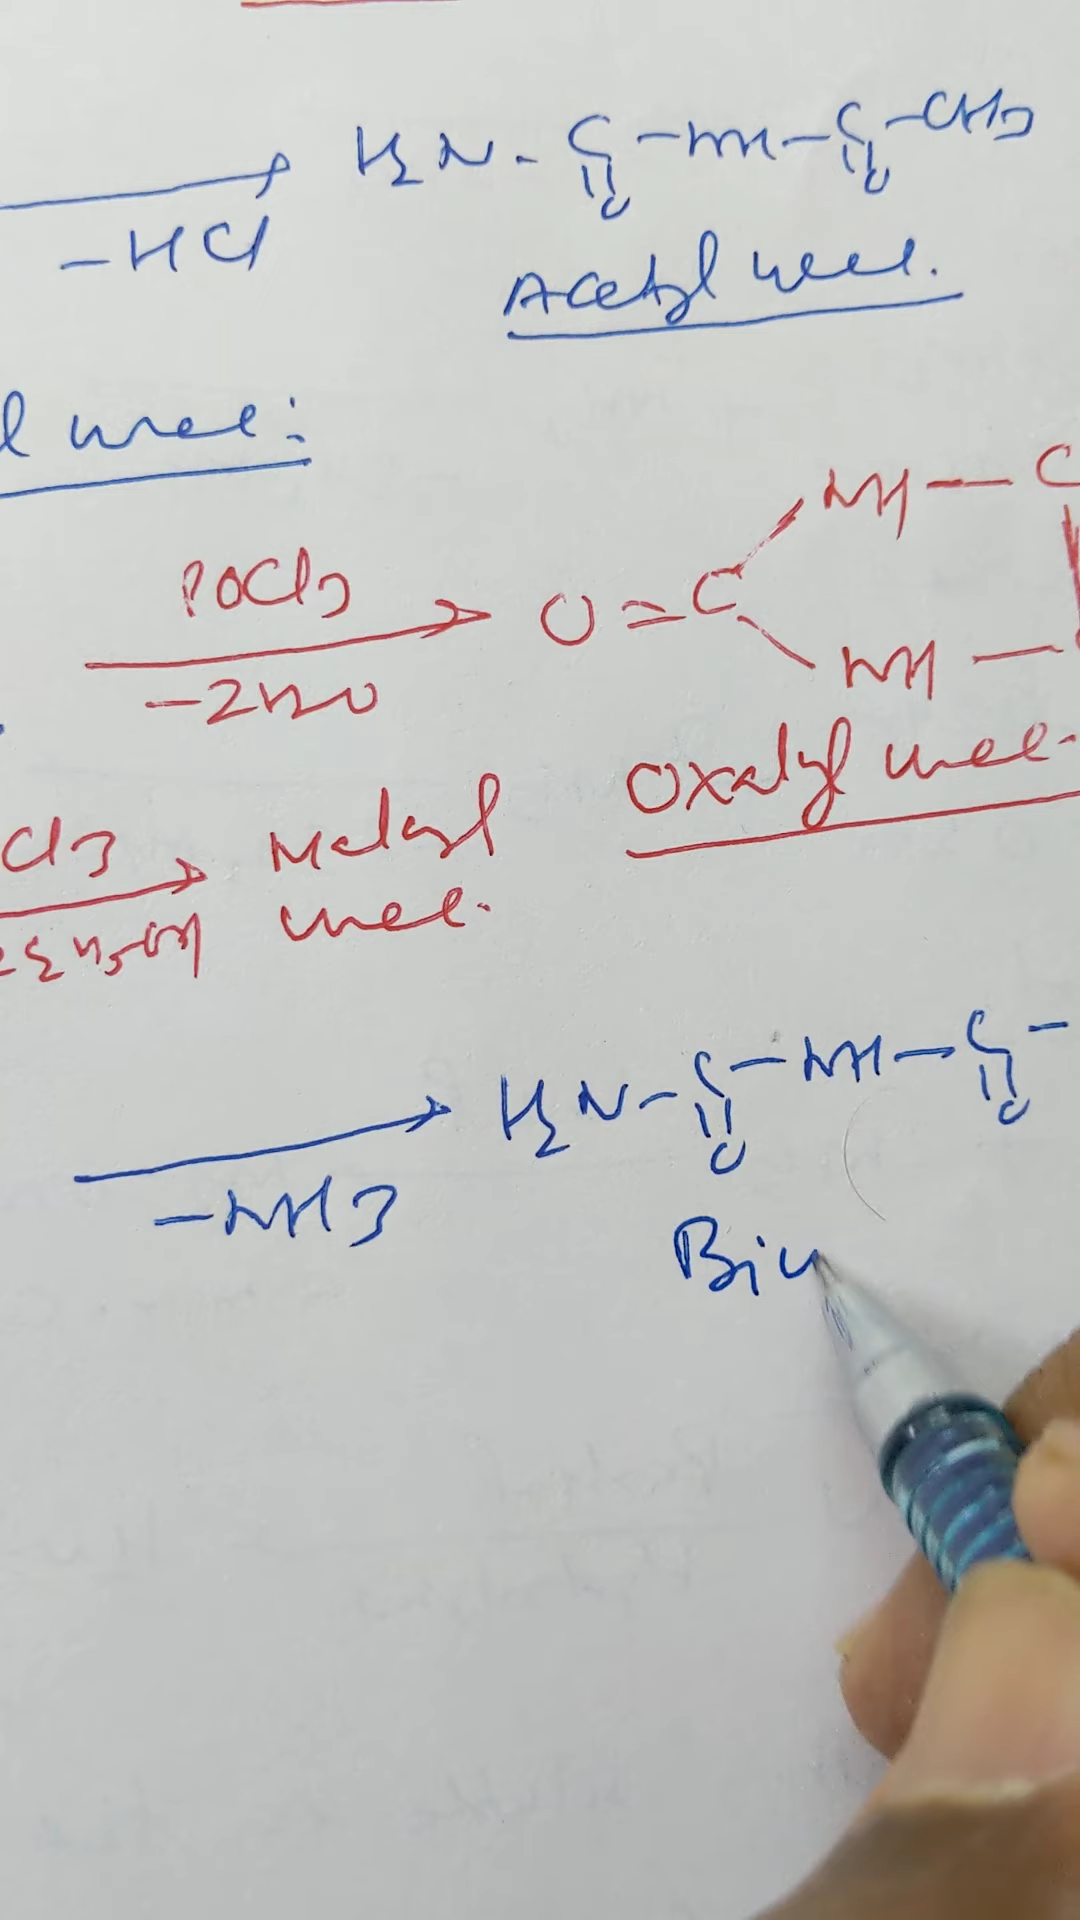 H2N - C - NH - C - CH3
|| ||
O O
-HCl
Acetyl urea.
l urea:
NH - C
POCl3
O = C
-2H2O
NH -
Oxalyl urea.
Cl3
Malonyl
urea.
H2N - C - NH - C -
|| ||
O O
-NH3
Biu